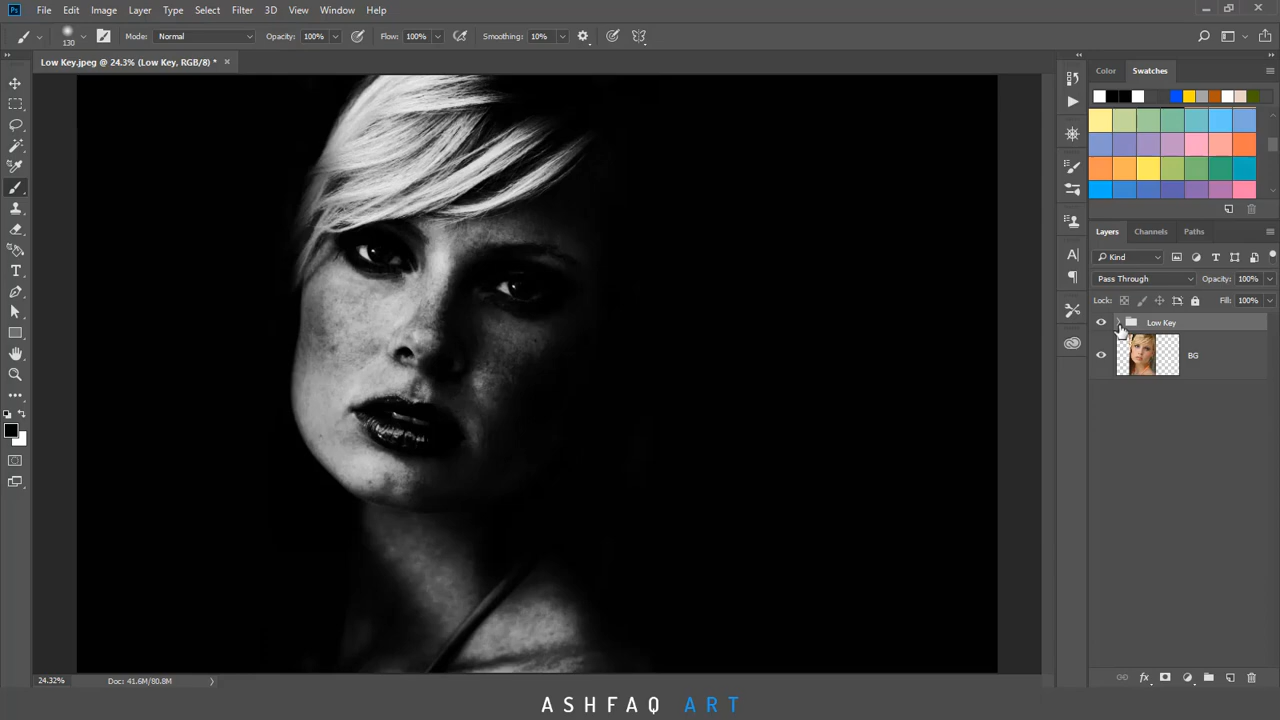 Ps File Edit Image Layer Type Select Filter 3D View Window Help
130 Mode: Normal Opacity: 100% Flow: 100% Smoothing: 10%
Low Key.jpeg @ 24.3% (Low Key, RGB/8) * ×
Color Swatches
Layers Channels Paths
Kind
Pass Through Opacity: 100%
Lock: Fill: 100%
Low Key
BG
24.32% Doc: 41.6M/80.8M
ASHFAQ ART